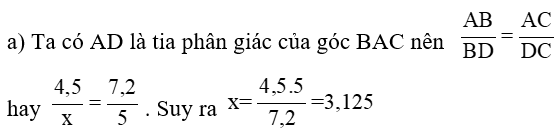 a) Ta có AD là tia phân giác của góc BAC nên AB/BD = AC/DC
hay 4,5/x = 7,2/5 . Suy ra x= 4,5.5/7,2 =3,125